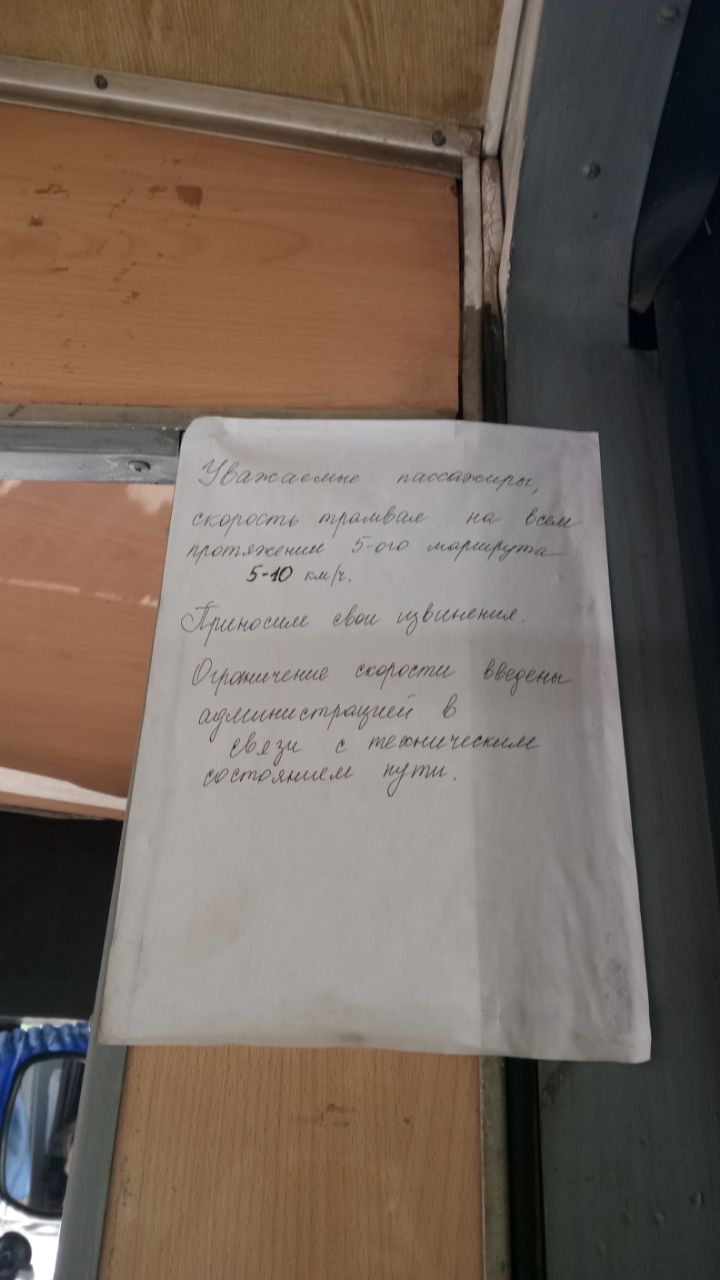 Уважаемые пассажиры,
скорость трамвая на всем
протяжении 5-ого маршрута
5-10 км/ч.
Приносим свои извинения.
Ограничение скорости введены
администрацией в
связи с техническим
состоянием пути.